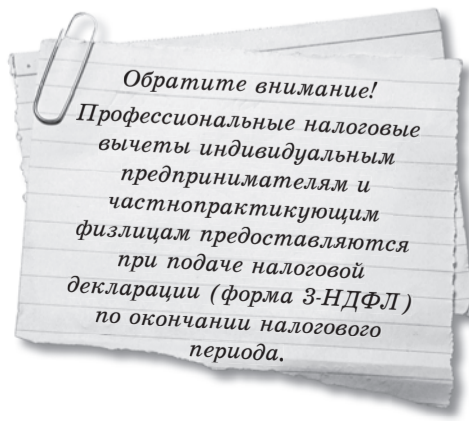 Обратите внимание!
Профессиональные налоговые
вычеты индивидуальным
предпринимателям и
частнопрактикующим
физлицам предоставляются
при подаче налоговой
декларации (форма 3-НДФЛ)
по окончании налогового
периода.